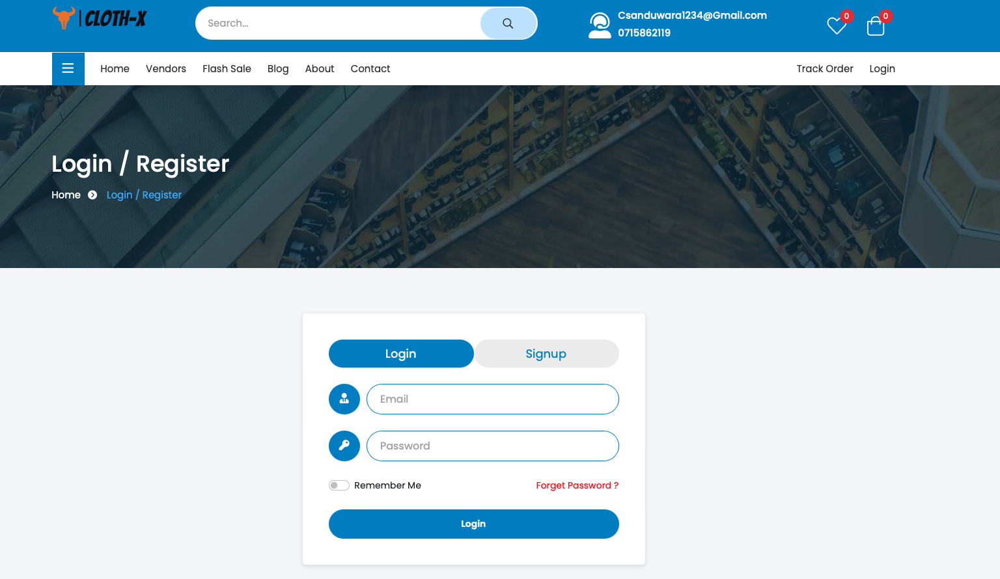 CLOTH-X
Search...
Csanduwara1234@Gmail.com
0715862119
0
0
Home Vendors Flash Sale Blog About Contact Track Order Login
Login / Register
Home Login / Register
Login Signup
Email
Password
Remember Me Forget Password ?
Login